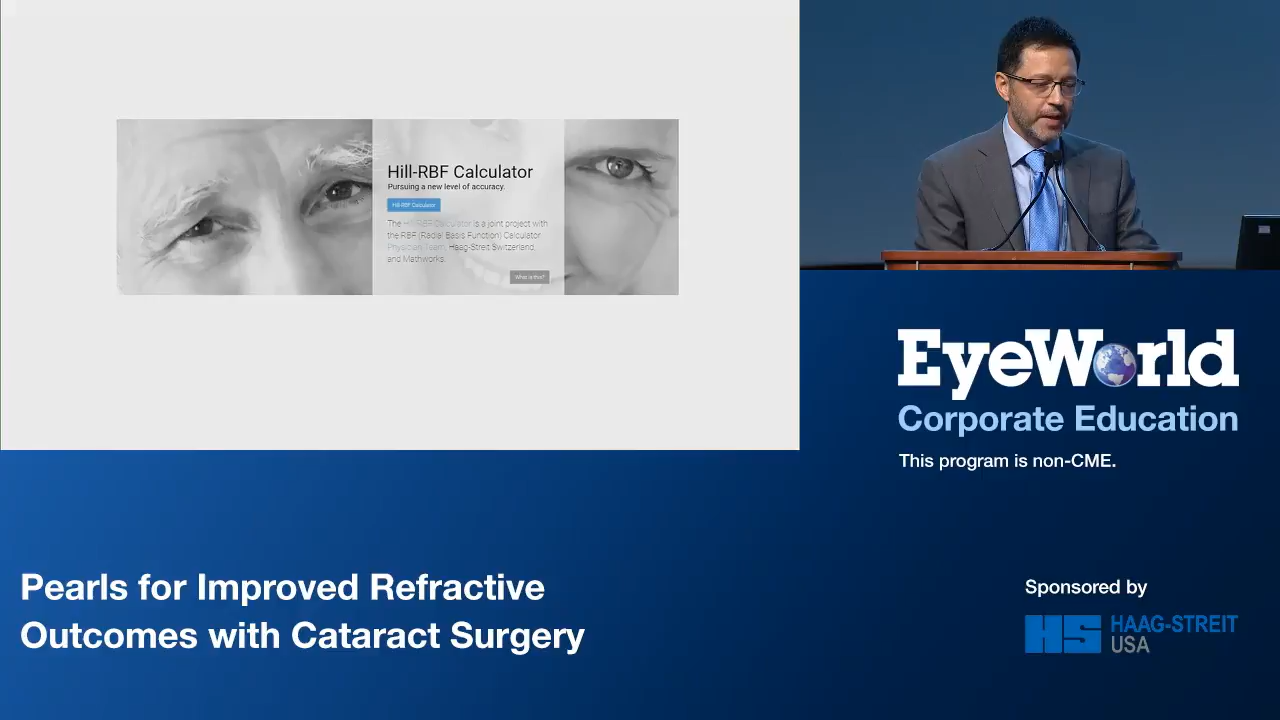 Hill-RBF Calculator
Pursuing a new level of accuracy.
Hill-RBF Calculator
The Hill-RBF Calculator is a joint project with
the RBF (Radial Basis Function) Calculator
Physician Team, Haag-Streit Switzerland,
and Mathworks.
What is this?
EyeWorld
Corporate Education
This program is non-CME.
Pearls for Improved Refractive
Outcomes with Cataract Surgery
Sponsored by
HS HAAG-STREIT
USA